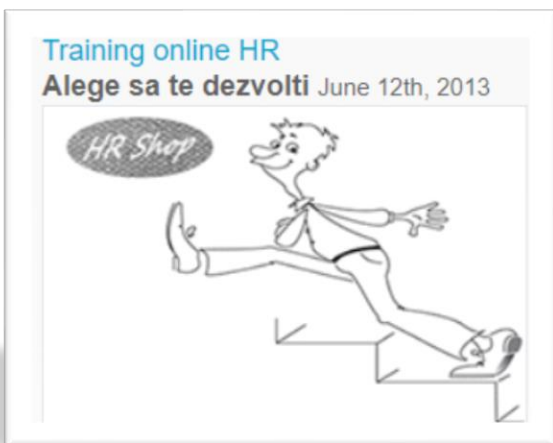 Training online HR
Alege sa te dezvolti June 12th, 2013
HR Shop